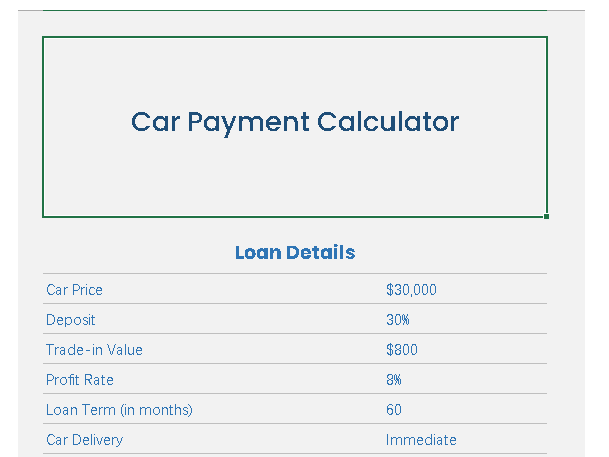 Car Payment Calculator
Loan Details
Car Price $30,000
Deposit 30%
Trade-in Value $800
Profit Rate 8%
Loan Term (in months) 60
Car Delivery Immediate